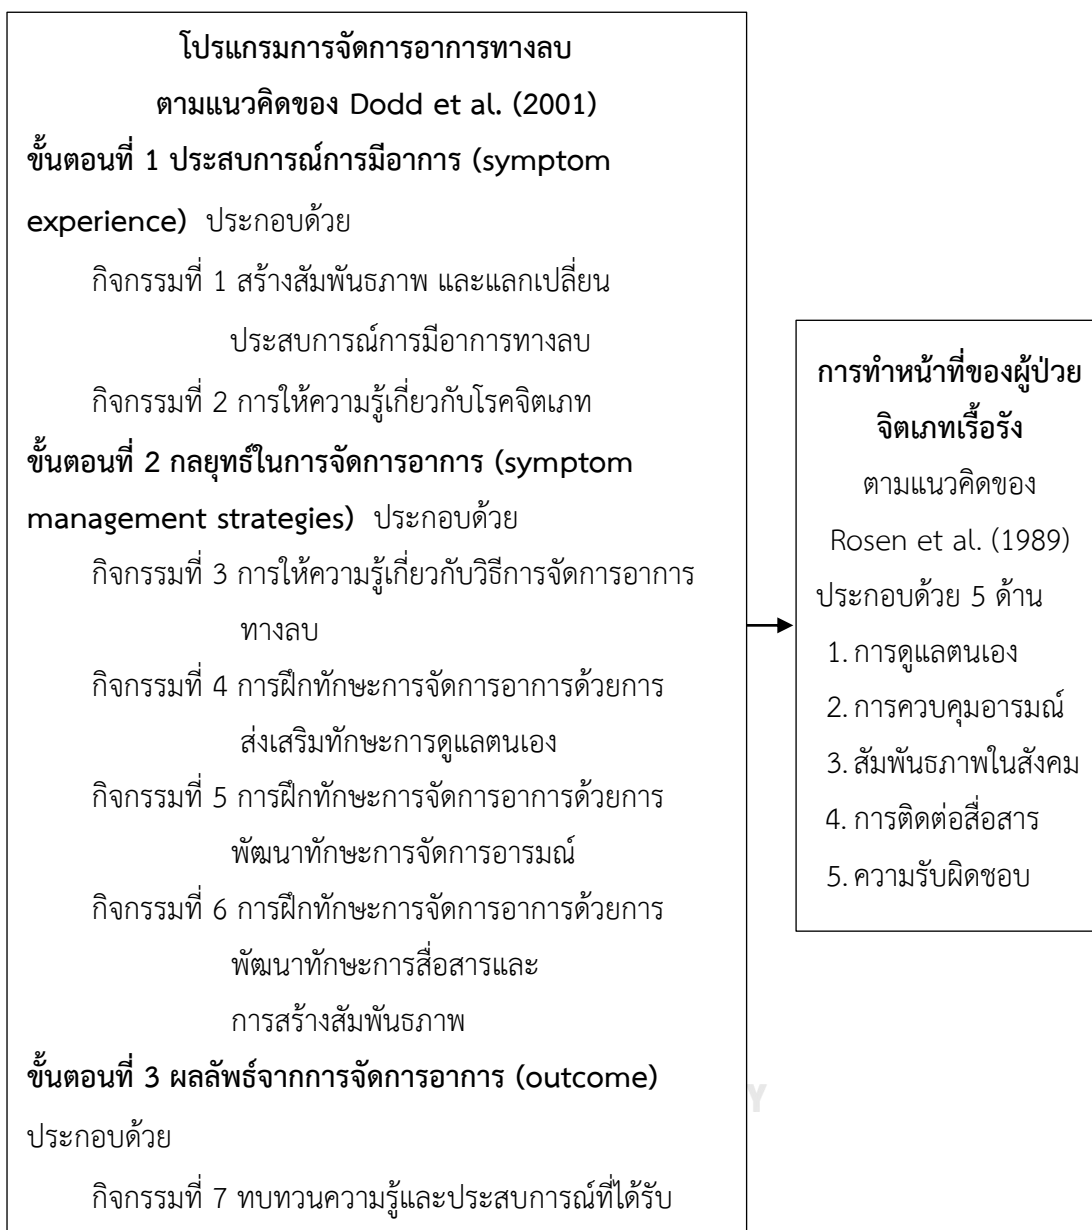 โปรแกรมการจัดการอาการทางลบ
ตามแนวคิดของ Dodd et al. (2001)
ขั้นตอนที่ 1 ประสบการณ์การมีอาการ (symptom
experience) ประกอบด้วย
กิจกรรมที่ 1 สร้างสัมพันธภาพ และแลกเปลี่ยน
ประสบการณ์การมีอาการทางลบ
กิจกรรมที่ 2 การให้ความรู้เกี่ยวกับโรคจิตเภท
ขั้นตอนที่ 2 กลยุทธ์ในการจัดการอาการ (symptom
management strategies) ประกอบด้วย
กิจกรรมที่ 3 การให้ความรู้เกี่ยวกับวิธีการจัดการอาการ
ทางลบ
กิจกรรมที่ 4 การฝึกทักษะการจัดการอาการด้วยการ
ส่งเสริมทักษะการดูแลตนเอง
กิจกรรมที่ 5 การฝึกทักษะการจัดการอาการด้วยการ
พัฒนาทักษะการจัดการอารมณ์
กิจกรรมที่ 6 การฝึกทักษะการจัดการอาการด้วยการ
พัฒนาทักษะการสื่อสารและ
การสร้างสัมพันธภาพ
ขั้นตอนที่ 3 ผลลัพธ์จากการจัดการอาการ (outcome)
ประกอบด้วย
กิจกรรมที่ 7 ทบทวนความรู้และประสบการณ์ที่ได้รับ
การทำหน้าที่ของผู้ป่วย
จิตเภทเรื้อรัง
ตามแนวคิดของ
Rosen et al. (1989)
ประกอบด้วย 5 ด้าน
1. การดูแลตนเอง
2. การควบคุมอารมณ์
3. สัมพันธภาพในสังคม
4. การติดต่อสื่อสาร
5. ความรับผิดชอบ
Y